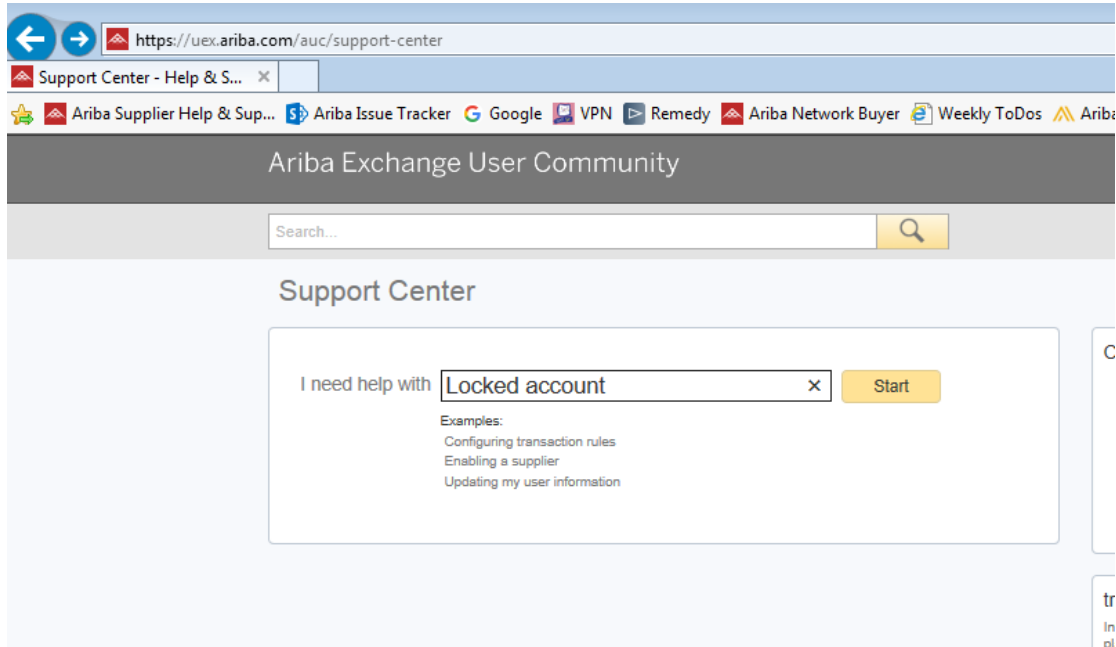 https://uex.ariba.com/auc/support-center
Support Center - Help & S... ×
Ariba Supplier Help & Sup... Ariba Issue Tracker Google VPN Remedy Ariba Network Buyer Weekly ToDos Ariba
Ariba Exchange User Community
Search...
Support Center
I need help with Locked account × Start
Examples:
Configuring transaction rules
Enabling a supplier
Updating my user information